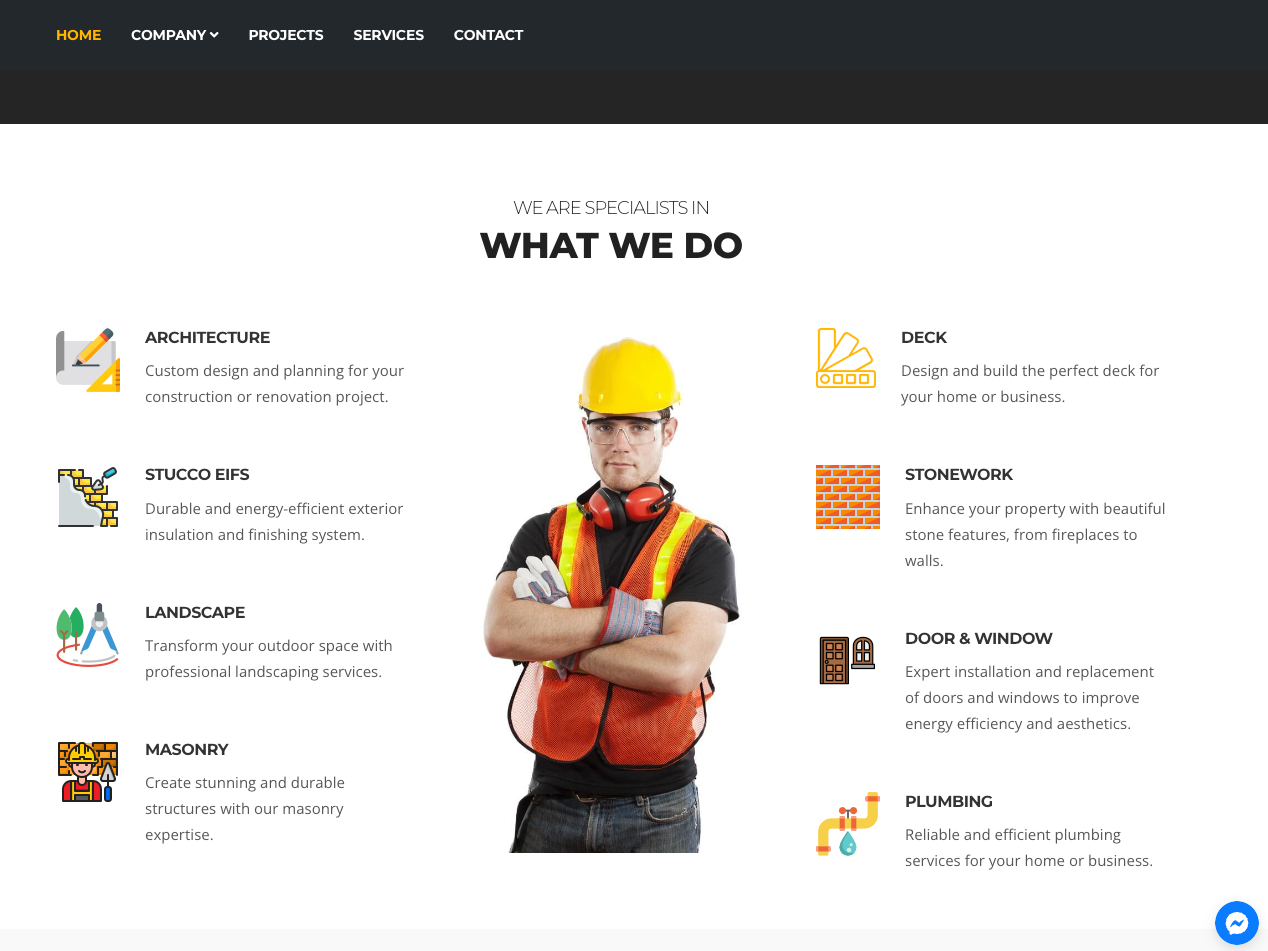 HOME COMPANY PROJECTS SERVICES CONTACT
WE ARE SPECIALISTS IN
WHAT WE DO
ARCHITECTURE
Custom design and planning for your
construction or renovation project.
STUCCO EIFS
Durable and energy-efficient exterior
insulation and finishing system.
LANDSCAPE
Transform your outdoor space with
professional landscaping services.
MASONRY
Create stunning and durable
structures with our masonry
expertise.
DECK
Design and build the perfect deck for
your home or business.
STONEWORK
Enhance your property with beautiful
stone features, from fireplaces to
walls.
DOOR & WINDOW
Expert installation and replacement
of doors and windows to improve
energy efficiency and aesthetics.
PLUMBING
Reliable and efficient plumbing
services for your home or business.